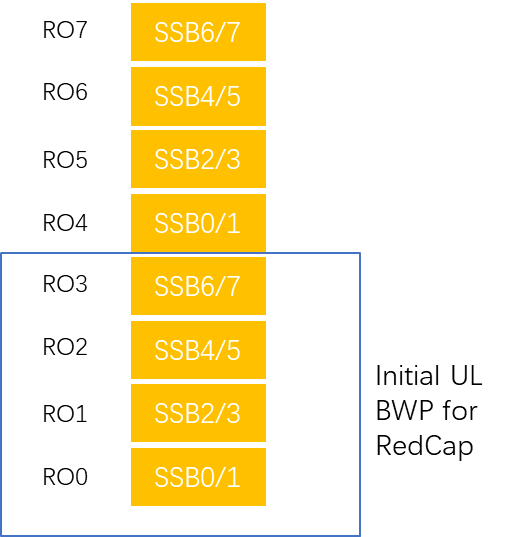 RO7 SSB6/7
RO6 SSB4/5
RO5 SSB2/3
RO4 SSB0/1
RO3 SSB6/7
RO2 SSB4/5
RO1 SSB2/3
RO0 SSB0/1
Initial UL
BWP for
RedCap